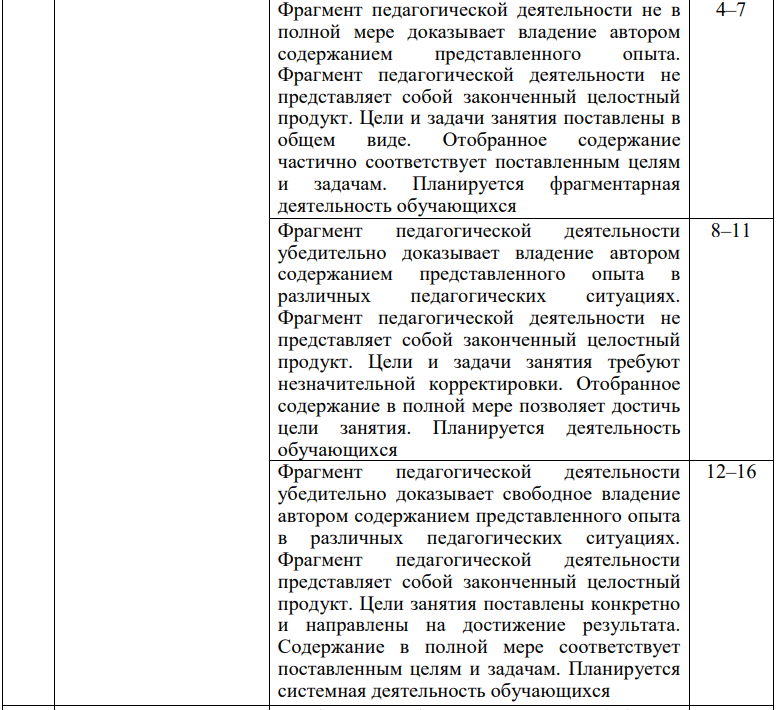 Фрагмент педагогической деятельности не в 4–7
полной мере доказывает владение автором
содержанием представленного опыта.
Фрагмент педагогической деятельности не
представляет собой законченный целостный
продукт. Цели и задачи занятия поставлены в
общем виде. Отобранное содержание
частично соответствует поставленным целям
и задачам. Планируется фрагментарная
деятельность обучающихся
Фрагмент педагогической деятельности 8–11
убедительно доказывает владение автором
содержанием представленного опыта в
различных педагогических ситуациях.
Фрагмент педагогической деятельности не
представляет собой законченный целостный
продукт. Цели и задачи занятия требуют
незначительной корректировки. Отобранное
содержание в полной мере позволяет достичь
цели занятия. Планируется деятельность
обучающихся
Фрагмент педагогической деятельности 12–16
убедительно доказывает свободное владение
автором содержанием представленного опыта
в различных педагогических ситуациях.
Фрагмент педагогической деятельности
представляет собой законченный целостный
продукт. Цели занятия поставлены конкретно
и направлены на достижение результата.
Содержание в полной мере соответствует
поставленным целям и задачам. Планируется
системная деятельность обучающихся